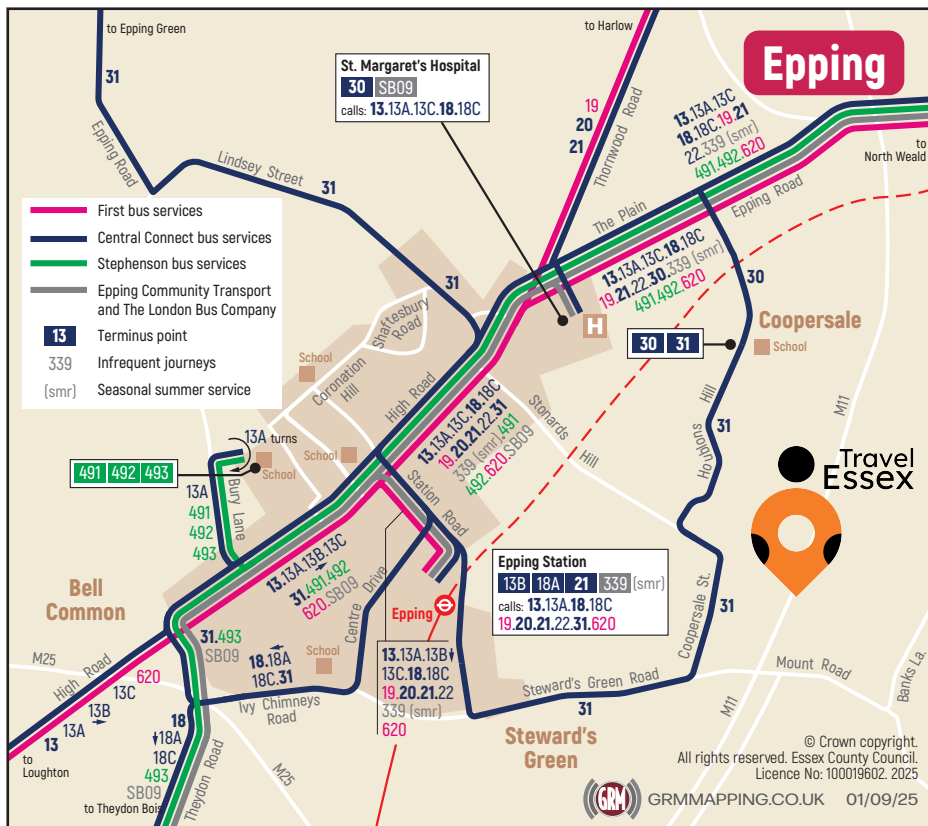 to Epping Green
31
Epping Road
Lindsey Street
31
St. Margaret's Hospital
30 SB09
calls: 13.13A.13C.18.18C
to Harlow
19
20
21
Thornwood Road
Epping
13.13A.13C
18.18C.19.21
22.339 (smr)
491.492.620
to
North Weald
The Plain
Epping Road
First bus services
Central Connect bus services
Stephenson bus services
Epping Community Transport
and The London Bus Company
13 Terminus point
339 Infrequent journeys
(smr) Seasonal summer service
31
13.13A.13C.18.18C
19.21.22.30.339 (smr)
491.492.620
H
30
Coopersale
School
30 31
Shaftesbury
Road
School
Coronation
Hill
High Road
School
13A turns
School
491 492 493
13A
491
492
493
Bury Lane
13.13A.13C.18.18C
19.20.21.22.31
339 (smr).491
492.620.SB09
Stonards
Hill
Station
Road
Houblons
Hill
31
M11
Travel
Essex
13.13A.13B.13C
31.491.492
620.SB09
Bell
Common
Centre Drive
Epping
Epping Station
13B 18A 21 339 (smr)
calls: 13.13A.18.18C
19.20.21.22.31.620
Coopersale St.
31
31.493
SB09
18.18A
18C.31
School
Ivy Chimneys
Road
13.13A.13B
13C.18.18C
19.20.21.22
339 (smr)
620
Steward's Green Road
31
Steward's
Green
Mount Road
Banks La.
M11
M25
High Road
620
13C
13B
13A
13
to
Loughton
18
18A
18C
493
SB09
to Theydon Bois
Theydon Road
M25
© Crown copyright.
All rights reserved. Essex County Council.
Licence No: 100019602. 2025
GRM GRMMAPPING.CO.UK 01/09/25